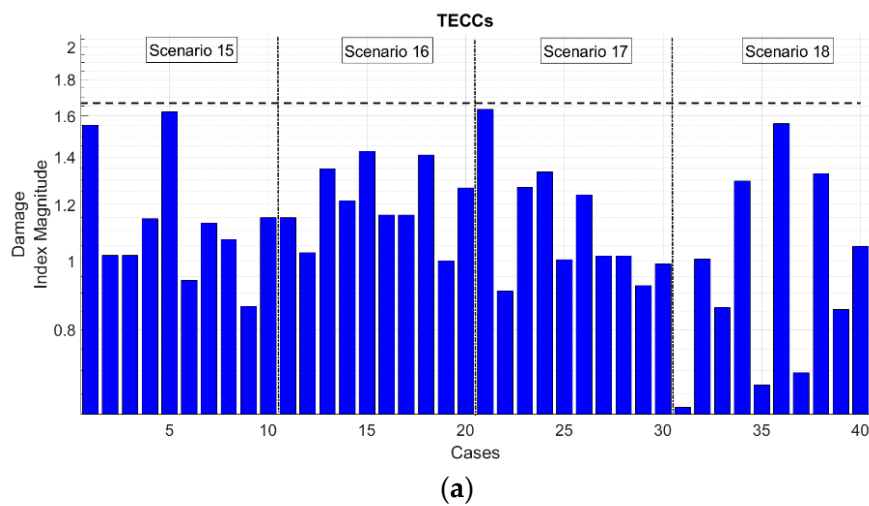 TECCs
Scenario 15 Scenario 16 Scenario 17 Scenario 18
2
1.8
1.6
1.4
1.2
1
0.8
Damage
Index Magnitude
5 10 15 20 25 30 35 40
Cases
(a)